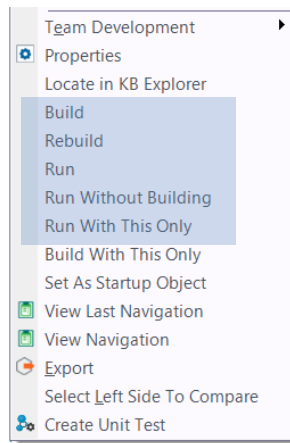 Team Development
Properties
Locate in KB Explorer
Build
Rebuild
Run
Run Without Building
Run With This Only
Build With This Only
Set As Startup Object
View Last Navigation
View Navigation
Export
Select Left Side To Compare
Create Unit Test